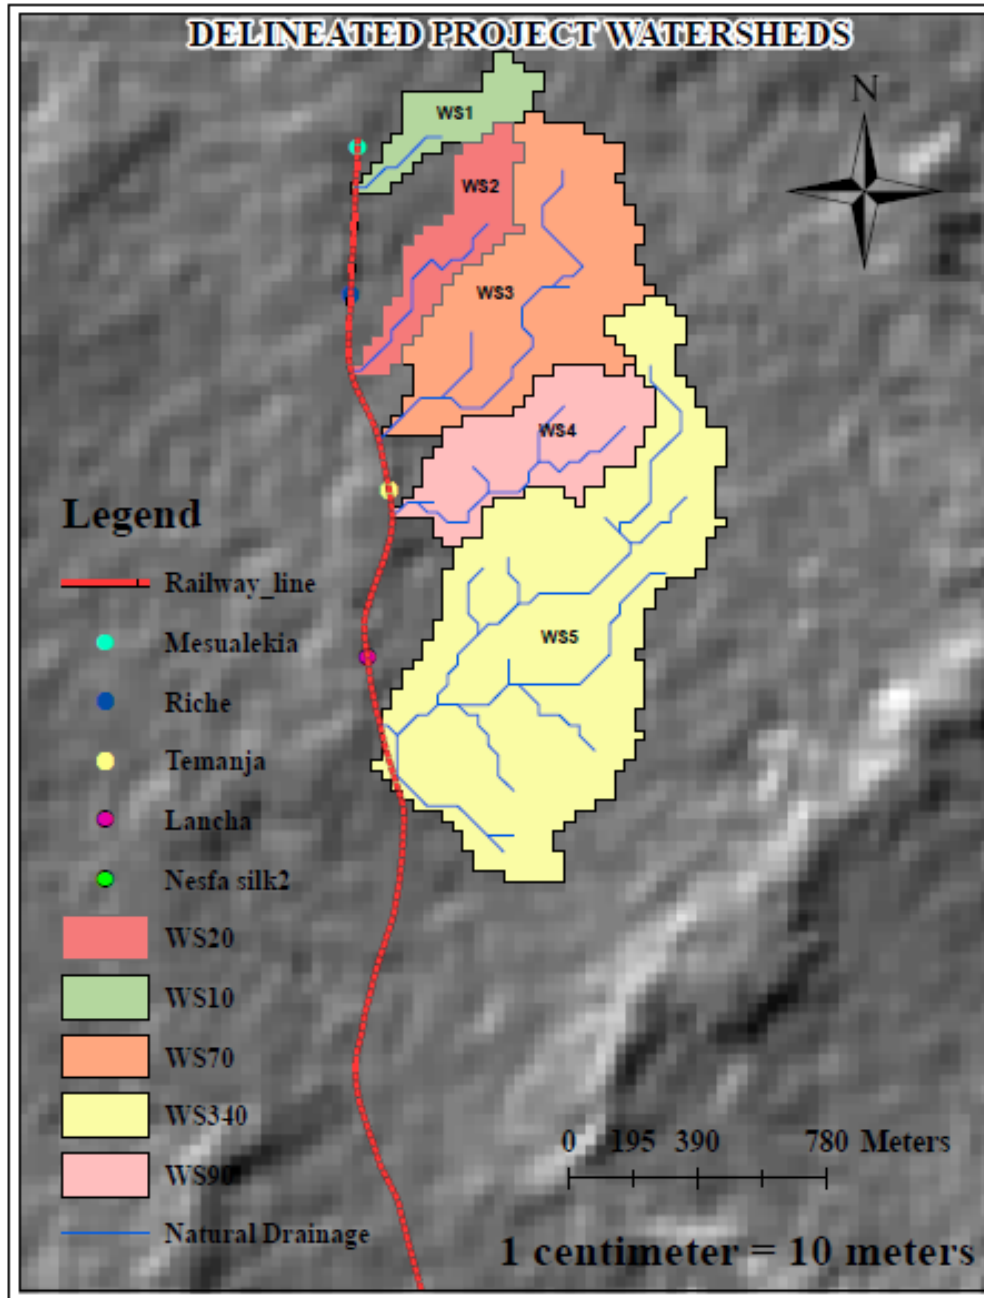 DELINEATED PROJECT WATERSHEDS
WS1
N
WS2
WS3
WS4
WS5
Legend
Railway_line
Mesualekia
Riche
Temanja
Lancha
Nesfa silk2
WS20
WS10
WS70
WS340
WS90
Natural Drainage
0 195 390 780 Meters
1 centimeter = 10 meters